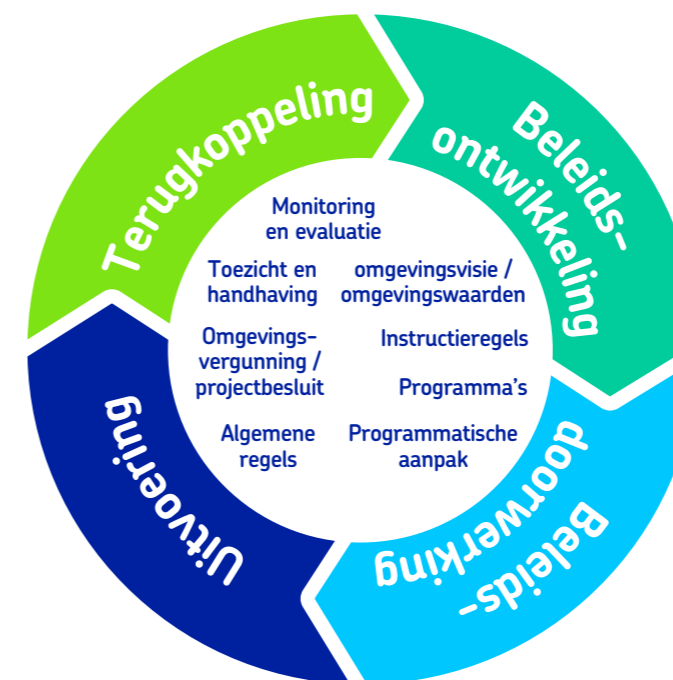 Terugkoppeling
Beleids-
ontwikkeling
Beleids-
doorwerking
Uitvoering
Monitoring
en evaluatie
Toezicht en
handhaving
omgevingsvisie /
omgevingswaarden
Omgevings-
vergunning /
projectbesluit
Instructieregels
Programma's
Algemene
regels
Programmatische
aanpak